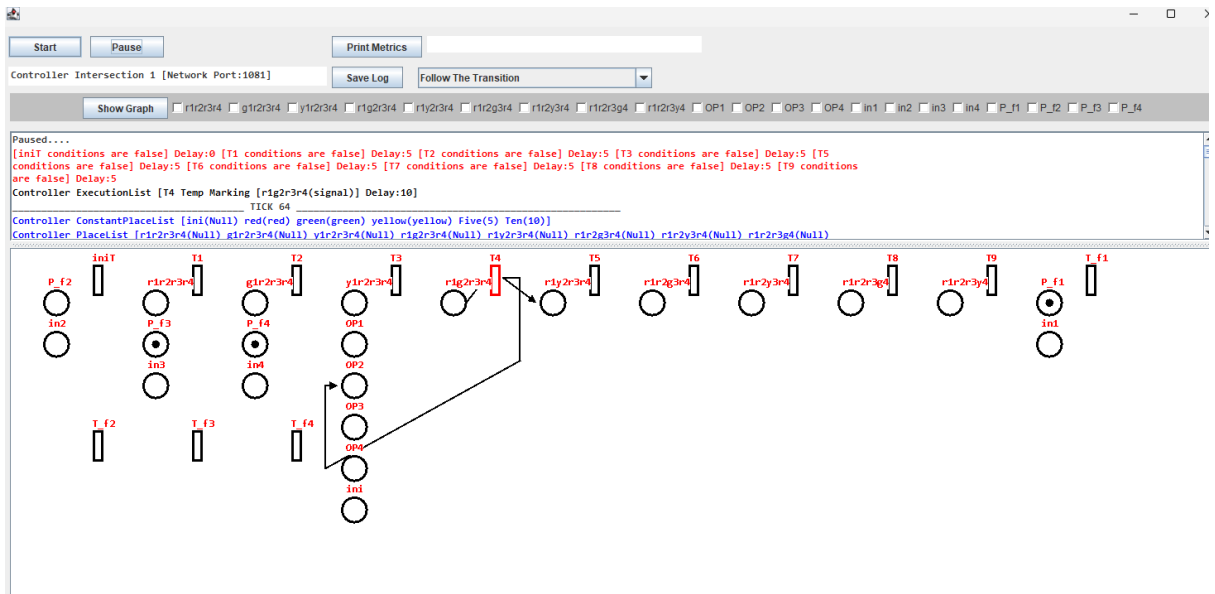 Start Pause Print Metrics
Controller Intersection 1 [Network Port:1081] Save Log Follow The Transition
Show Graph r1r2r3r4 g1r2r3r4 y1r2r3r4 r1g2r3r4 r1y2r3r4 r1r2g3r4 r1r2y3r4 r1r2r3g4 r1r2r3y4 OP1 OP2 OP3 OP4 in1 in2 in3 in4 P_f1 P_f2 P_f3 P_f4
Paused....
[iniT conditions are false] Delay:0 [T1 conditions are false] Delay:5 [T2 conditions are false] Delay:5 [T3 conditions are false] Delay:5 [T5
conditions are false] Delay:5 [T6 conditions are false] Delay:5 [T7 conditions are false] Delay:5 [T8 conditions are false] Delay:5 [T9 conditions
are false] Delay:5
Controller ExecutionList [T4 Temp Marking [r1g2r3r4(signal)] Delay:10]
TICK 64
Controller ConstantPlaceList [ini(Null) red(red) green(green) yellow(yellow) Five(5) Ten(10)]
Controller PlaceList [r1r2r3r4(Null) g1r2r3r4(Null) y1r2r3r4(Null) r1g2r3r4(Null) r1y2r3r4(Null) r1r2g3r4(Null) r1r2y3r4(Null) r1r2r3g4(Null)
iniT T1 T2 T3 T4 T5 T6 T7 T8 T9 T_f1
P_f2 r1r2r3r4 g1r2r3r4 y1r2r3r4 r1g2r3r4 r1y2r3r4 r1r2g3r4 r1r2y3r4 r1r2r3g4 r1r2r3y4 P_f1
in2 P_f3 P_f4 OP1 in1
in3 in4 OP2
OP3
T_f2 T_f3 T_f4
OP4
ini